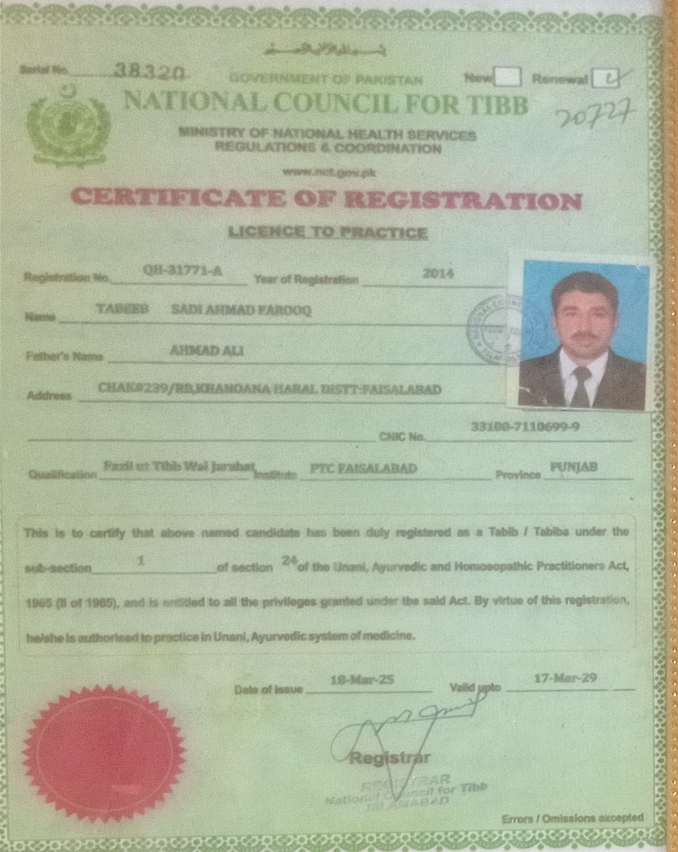 بسم الله الرحمن الرحيم
Serial No. 38320
New Renewal
GOVERNMENT OF PAKISTAN
NATIONAL COUNCIL FOR TIBB
20727
MINISTRY OF NATIONAL HEALTH SERVICES
REGULATIONS & COORDINATION
www.nct.gov.pk
CERTIFICATE OF REGISTRATION
LICENCE TO PRACTICE
Registration No. QH-31771-A Year of Registration 2014
Name TABEEB SADI AHMAD FAROOQ
Father's Name AHMAD ALI
Address CHAK#239/RB,KHANOANA HARAL DISTT:FAISALABAD
CNIC No. 33100-7110699-9
Qualification Fazil ut Tibb Wal Jarahat Institute PTC FAISALABAD Province PUNJAB
This is to certify that above named candidate has been duly registered as a Tabib / Tabiba under the
sub-section 1 of section 24 of the Unani, Ayurvedic and Homoeopathic Practitioners Act,
1965 (II of 1965), and is entitled to all the privileges granted under the said Act. By virtue of this registration,
he/she is authorised to practice in Unani, Ayurvedic system of medicine.
Date of Issue 18-Mar-25 Valid upto 17-Mar-29
Registrar
REGISTRAR
National Council for Tibb
ISLAMABAD
Errors / Omissions accepted